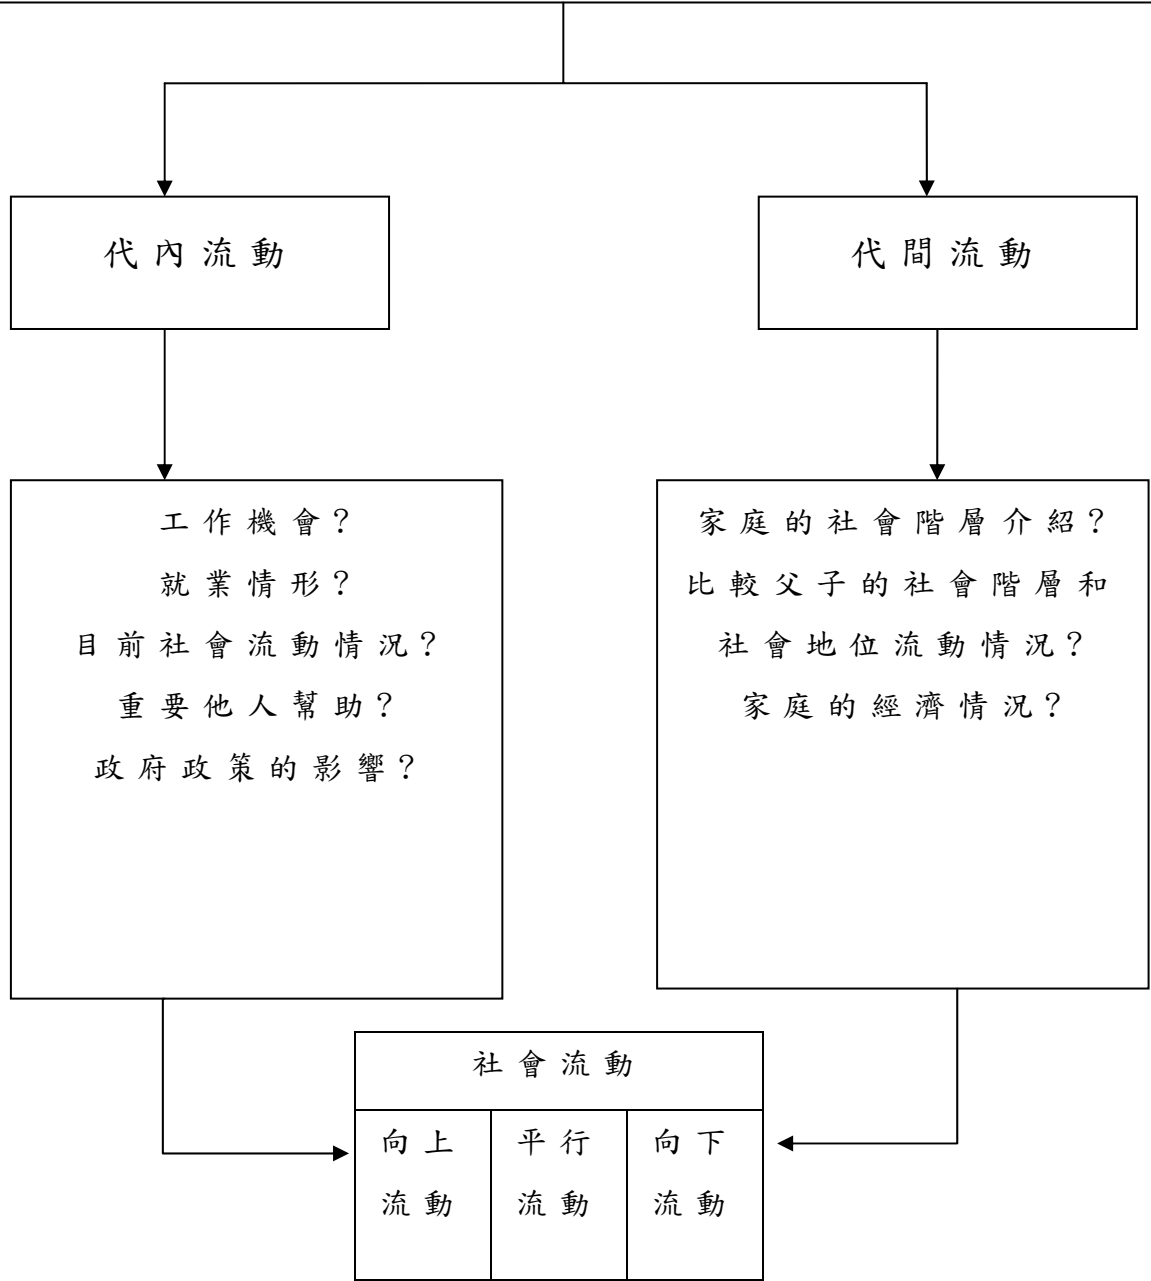 代內流動
代間流動
工作機會？
就業情形？
目前社會流動情況？
重要他人幫助？
政府政策的影響？
家庭的社會階層介紹？
比較父子的社會階層和
社會地位流動情況？
家庭的經濟情況？
社會流動
向上
流動
平行
流動
向下
流動